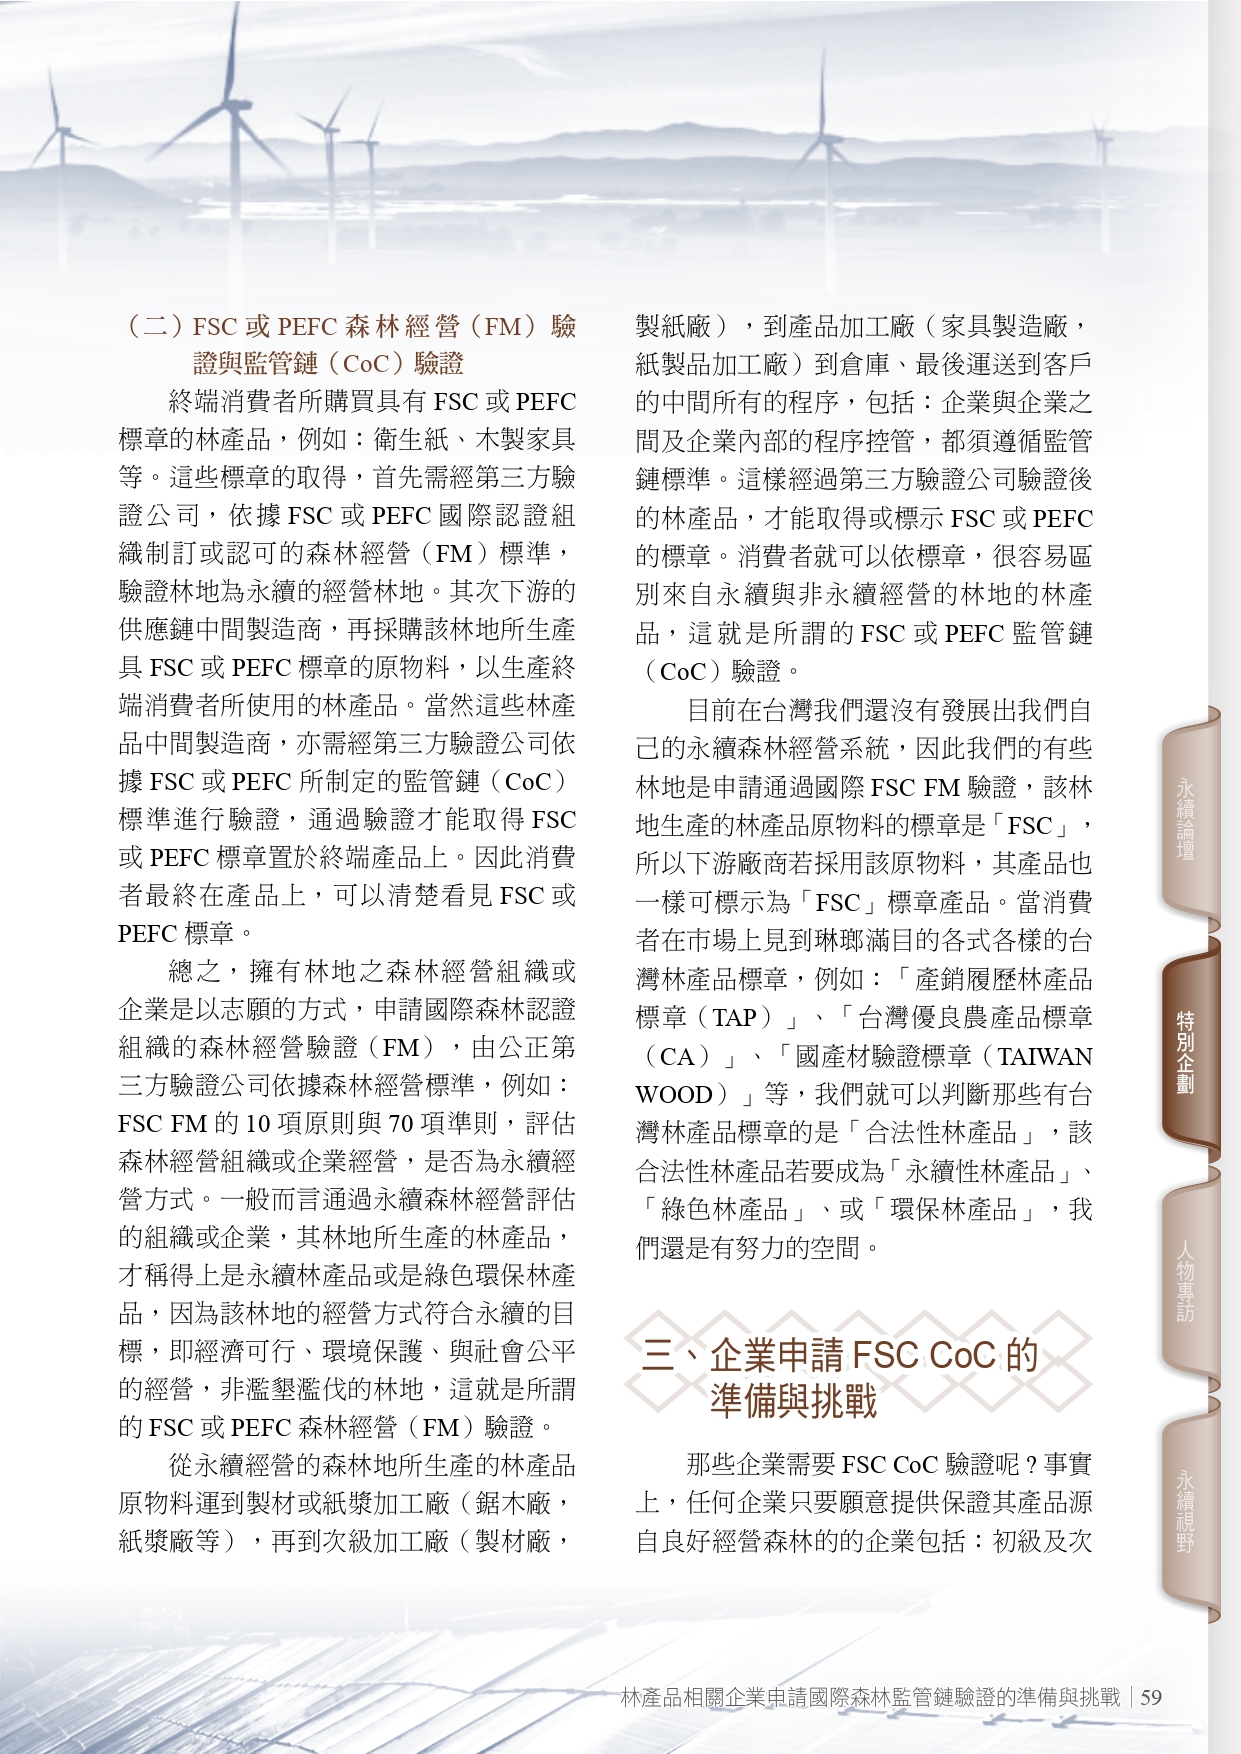 （二）FSC 或 PEFC 森林經營（FM）驗
證與監管鏈（CoC）驗證
終端消費者所購買具有 FSC 或 PEFC
標章的林產品，例如：衛生紙、木製家具
等。這些標章的取得，首先需經第三方驗
證公司，依據 FSC 或 PEFC 國際認證組
織制訂或認可的森林經營（FM）標準，
驗證林地為永續的經營林地。其次下游的
供應鏈中間製造商，再採購該林地所生產
具 FSC 或 PEFC 標章的原物料，以生產終
端消費者所使用的林產品。當然這些林產
品中間製造商，亦需經第三方驗證公司依
據 FSC 或 PEFC 所制定的監管鏈（CoC）
標準進行驗證，通過驗證才能取得 FSC
或 PEFC 標章置於終端產品上。因此消費
者最終在產品上，可以清楚看見 FSC 或
PEFC 標章。
總之，擁有林地之森林經營組織或
企業是以志願的方式，申請國際森林認證
組織的森林經營驗證（FM），由公正第
三方驗證公司依據森林經營標準，例如：
FSC FM 的 10 項原則與 70 項準則，評估
森林經營組織或企業經營，是否為永續經
營方式。一般而言通過永續森林經營評估
的組織或企業，其林地所生產的林產品，
才稱得上是永續林產品或是綠色環保林產
品，因為該林地的經營方式符合永續的目
標，即經濟可行、環境保護、與社會公平
的經營，非濫墾濫伐的林地，這就是所謂
的 FSC 或 PEFC 森林經營（FM）驗證。
從永續經營的森林地所生產的林產品
原物料運到製材或紙漿加工廠（鋸木廠，
紙漿廠等），再到次級加工廠（製材廠，
製紙廠），到產品加工廠（家具製造廠，
紙製品加工廠）到倉庫、最後運送到客戶
的中間所有的程序，包括：企業與企業之
間及企業內部的程序控管，都須遵循監管
鏈標準。這樣經過第三方驗證公司驗證後
的林產品，才能取得或標示 FSC 或 PEFC
的標章。消費者就可以依標章，很容易區
別來自永續與非永續經營的林地的林產
品，這就是所謂的 FSC 或 PEFC 監管鏈
（CoC）驗證。
目前在台灣我們還沒有發展出我們自
己的永續森林經營系統，因此我們的有些
林地是申請通過國際 FSC FM 驗證，該林
地生產的林產品原物料的標章是「FSC」，
所以下游廠商若採用該原物料，其產品也
一樣可標示為「FSC」標章產品。當消費
者在市場上見到琳瑯滿目的各式各樣的台
灣林產品標章，例如：「產銷履歷林產品
標章（TAP）」、「台灣優良農產品標章
（CA）」、「國產材驗證標章（TAIWAN
WOOD）」等，我們就可以判斷那些有台
灣林產品標章的是「合法性林產品」，該
合法性林產品若要成為「永續性林產品」、
「綠色林產品」、或「環保林產品」，我
們還是有努力的空間。
三、企業申請 FSC CoC 的
準備與挑戰
那些企業需要 FSC CoC 驗證呢？事實
上，任何企業只要願意提供保證其產品源
自良好經營森林的的企業包括：初級及次
永續論壇
特別企劃
人物專訪
永續視野
林產品相關企業申請國際森林監管鏈驗證的準備與挑戰 | 59